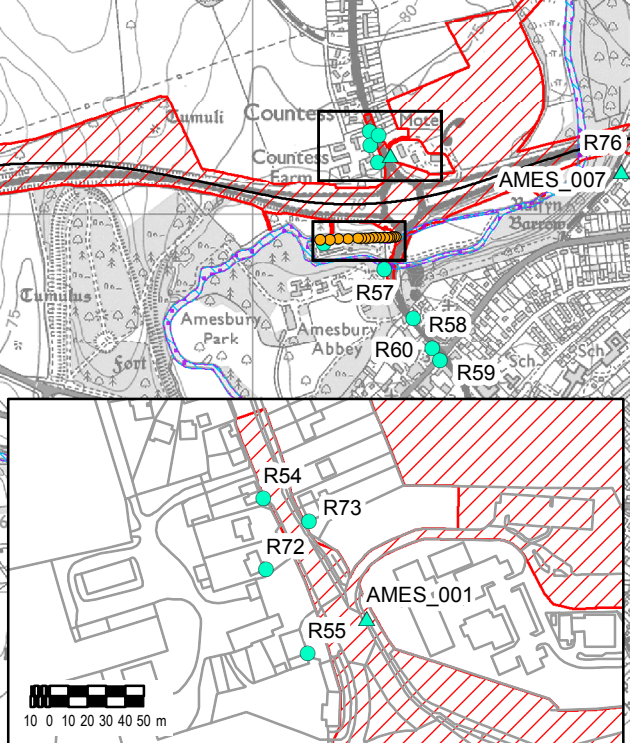 80
75
Tumuli
Countess
Mote
Countess
Farm
R76
AMES_007
Barrow
R57
Tumulus
75
Amesbury
Park
Amesbury
Abbey
R58
R60
Fort
Sch
Sch
R59
R54
R73
R72
AMES_001
R55
10 0 10 20 30 40 50 m